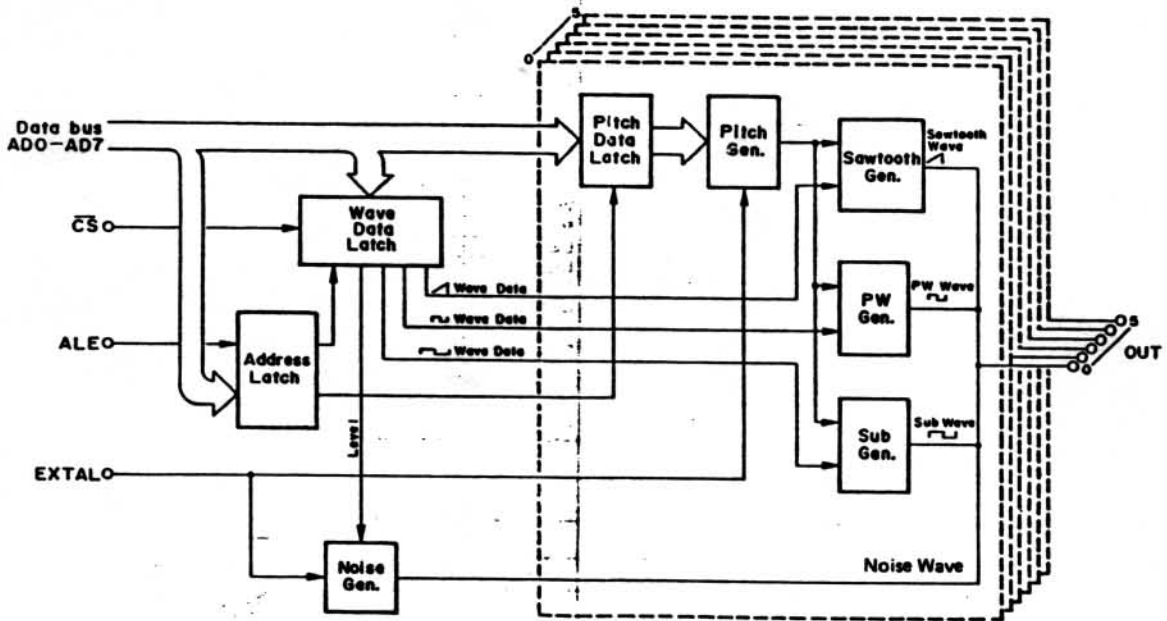 5
0
Data bus
AD0-AD7
Pitch
Data
Latch
Pitch
Gen.
Sawtooth
Wave
Sawtooth
Gen.
C̅S̅
Wave
Data
Latch
Wave Data
PW Wave
PW
Gen.
Wave Data
ALE
Address
Latch
Wave Data
5
OUT
0
Level
Sub Wave
Sub
Gen.
EXTAL
Noise
Gen.
Noise Wave